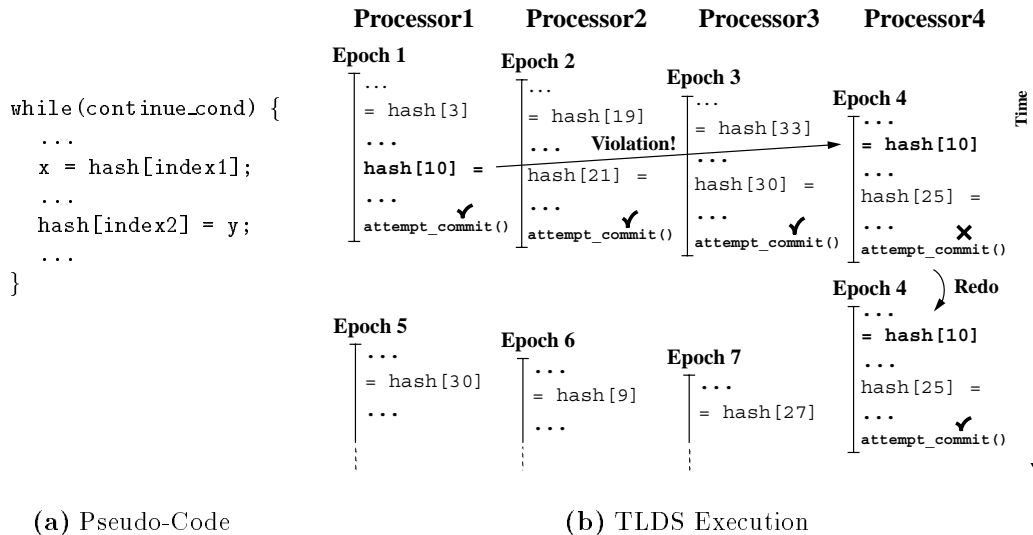 while(continue_cond) {
...
x = hash[index1];
...
hash[index2] = y;
...
}
(a) Pseudo-Code
Processor1 Processor2 Processor3 Processor4
Epoch 1
...
= hash[3]
...
hash[10] =
...
attempt_commit()
Epoch 2
...
= hash[19]
...
hash[21] =
...
attempt_commit()
Epoch 3
...
= hash[33]
...
hash[30] =
...
attempt_commit()
Epoch 4
...
= hash[10]
...
hash[25] =
...
attempt_commit()
Violation!
Time
Redo
Epoch 5
...
= hash[30]
...
Epoch 6
...
= hash[9]
...
Epoch 7
...
= hash[27]
Epoch 4
...
= hash[10]
...
hash[25] =
...
attempt_commit()
(b) TLDS Execution